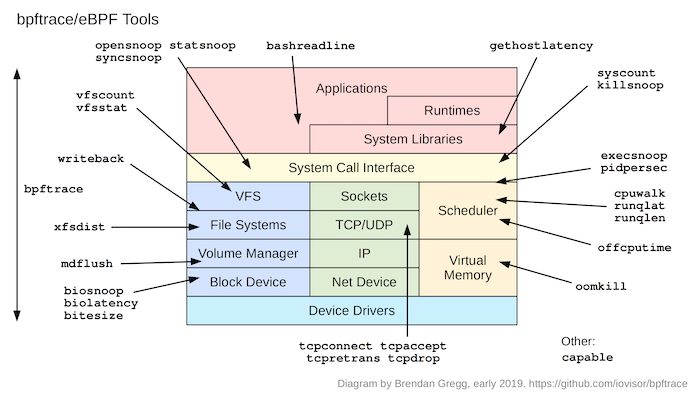 bpftrace/eBPF Tools
opensnoop statsnoop
syncsnoop
bashreadline
gethostlatency
syscount
killsnoop
vfscount
vfsstat
writeback
bpftrace
xfsdist
mdflush
biosnoop
biolatency
bitesize
Applications
Runtimes
System Libraries
System Call Interface
VFS
Sockets
Scheduler
File Systems
TCP/UDP
Volume Manager
IP
Virtual
Memory
Block Device
Net Device
Device Drivers
execsnoop
pidpersec
cpuwalk
runqlat
runqlen
offcputime
oomkill
tcpconnect tcpaccept
tcpretrans tcpdrop
Other:
capable
Diagram by Brendan Gregg, early 2019. https://github.com/iovisor/bpftrace